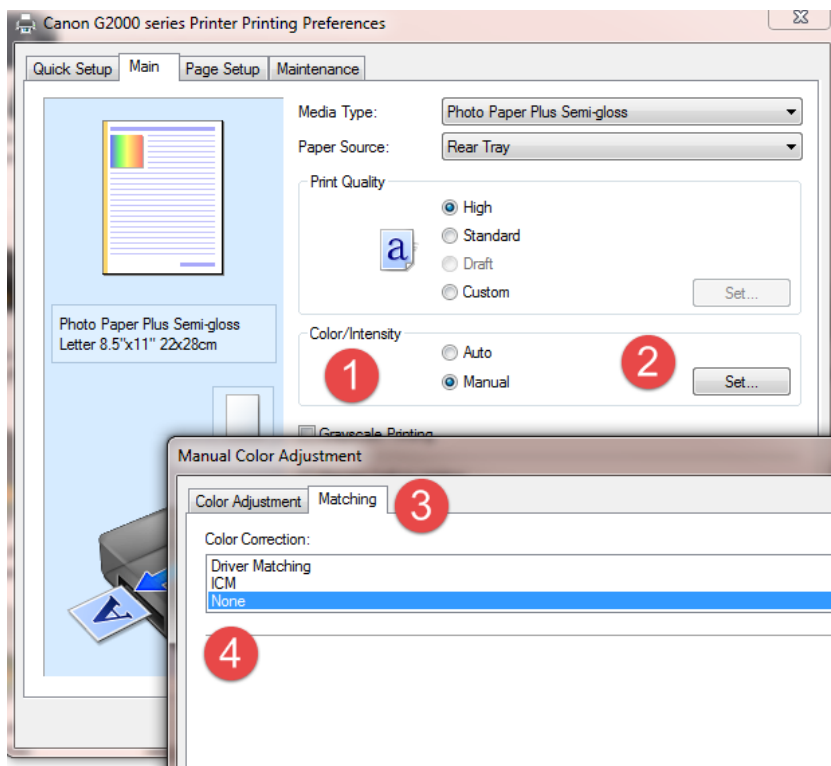 Canon G2000 series Printer Printing Preferences
Quick Setup Main Page Setup Maintenance
Media Type: Photo Paper Plus Semi-gloss
Paper Source: Rear Tray
Print Quality
High
a
Standard
Draft
Custom Set...
Photo Paper Plus Semi-gloss
Letter 8.5"x11" 22x28cm
Color/Intensity
1
Auto
2
Manual Set...
Grayscale Printing
Manual Color Adjustment
Color Adjustment Matching
3
Color Correction:
Driver Matching
ICM
None
A
4